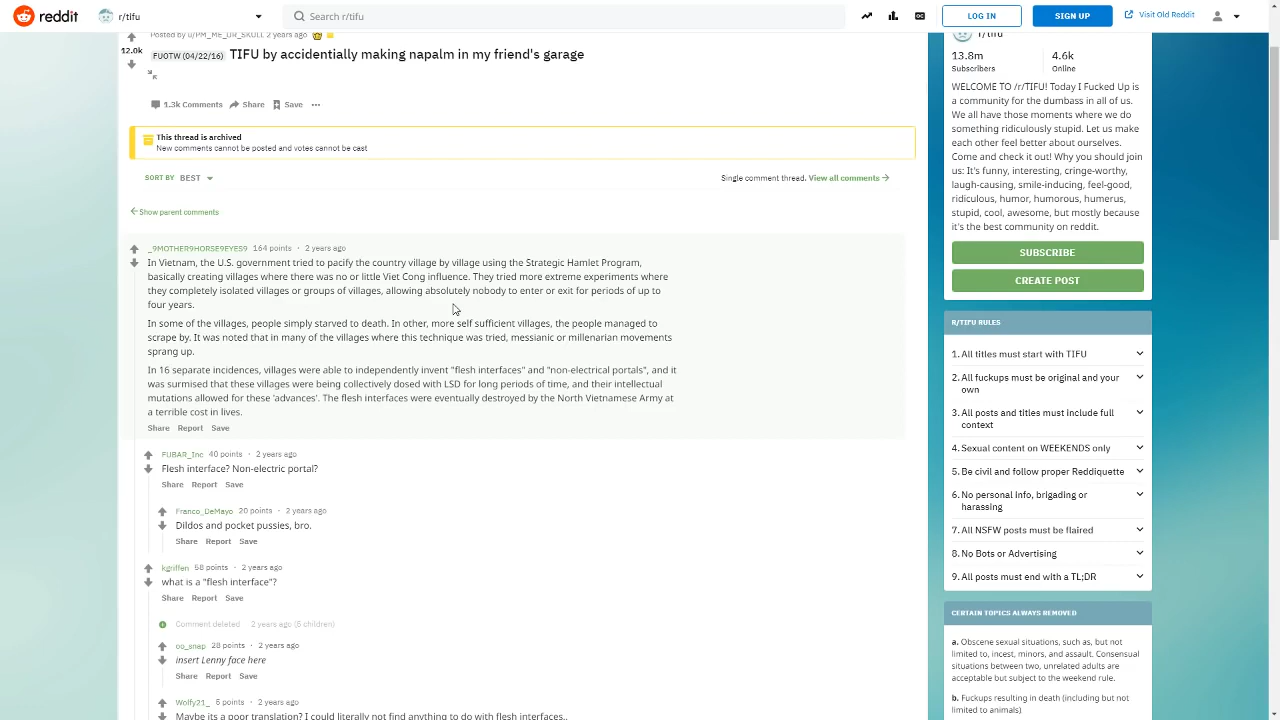 reddit
r/tifu
Search r/tifu
LOG IN
SIGN UP
Visit Old Reddit
Posted by u/PM_ME_UR_SKULL 2 years ago
12.0k
FUOTW (04/22/16)
TIFU by accidentially making napalm in my friend's garage
1.3k Comments
Share
Save
This thread is archived
New comments cannot be posted and votes cannot be cast
SORT BY BEST
Single comment thread. View all comments
Show parent comments
_9MOTHER9HORSE9EYES9 164 points · 2 years ago
In Vietnam, the U.S. government tried to pacify the country village by village using the Strategic Hamlet Program,
basically creating villages where there was no or little Viet Cong influence. They tried more extreme experiments where
they completely isolated villages or groups of villages, allowing absolutely nobody to enter or exit for periods of up to
four years.
In some of the villages, people simply starved to death. In other, more self sufficient villages, the people managed to
scrape by. It was noted that in many of the villages where this technique was tried, messianic or millenarian movements
sprang up.
In 16 separate incidences, villages were able to independently invent "flesh interfaces" and "non-electrical portals", and it
was surmised that these villages were being collectively dosed with LSD for long periods of time, and their intellectual
mutations allowed for these 'advances'. The flesh interfaces were eventually destroyed by the North Vietnamese Army at
a terrible cost in lives.
Share Report Save
FUBAR_Inc 40 points · 2 years ago
Flesh interface? Non-electric portal?
Share Report Save
Franco_DeMayo 20 points · 2 years ago
Dildos and pocket pussies, bro.
Share Report Save
kgriffen 58 points · 2 years ago
what is a "flesh interface"?
Share Report Save
Comment deleted 2 years ago (5 children)
oo_snap 28 points · 2 years ago
insert Lenny face here
Share Report Save
Wolfy21_ 5 points · 2 years ago
Maybe its a poor translation? I could literally not find anything to do with flesh interfaces..
r/tifu
13.8m
Subscribers
4.6k
Online
WELCOME TO /r/TIFU! Today I Fucked Up is
a community for the dumbass in all of us.
We all have those moments where we do
something ridiculously stupid. Let us make
each other feel better about ourselves.
Come and check it out! Why you should join
us: It's funny, interesting, cringe-worthy,
laugh-causing, smile-inducing, feel-good,
ridiculous, humor, humorous, humerus,
stupid, cool, awesome, but mostly because
it's the best community on reddit.
SUBSCRIBE
CREATE POST
R/TIFU RULES
1. All titles must start with TIFU
2. All fuckups must be original and your
own
3. All posts and titles must include full
context
4. Sexual content on WEEKENDS only
5. Be civil and follow proper Reddiquette
6. No personal info, brigading or
harassing
7. All NSFW posts must be flaired
8. No Bots or Advertising
9. All posts must end with a TL;DR
CERTAIN TOPICS ALWAYS REMOVED
a. Obscene sexual situations, such as, but not
limited to, incest, minors, and assault. Consensual
situations between two, unrelated adults are
acceptable but subject to the weekend rule.
b. Fuckups resulting in death (including but not
limited to animals)